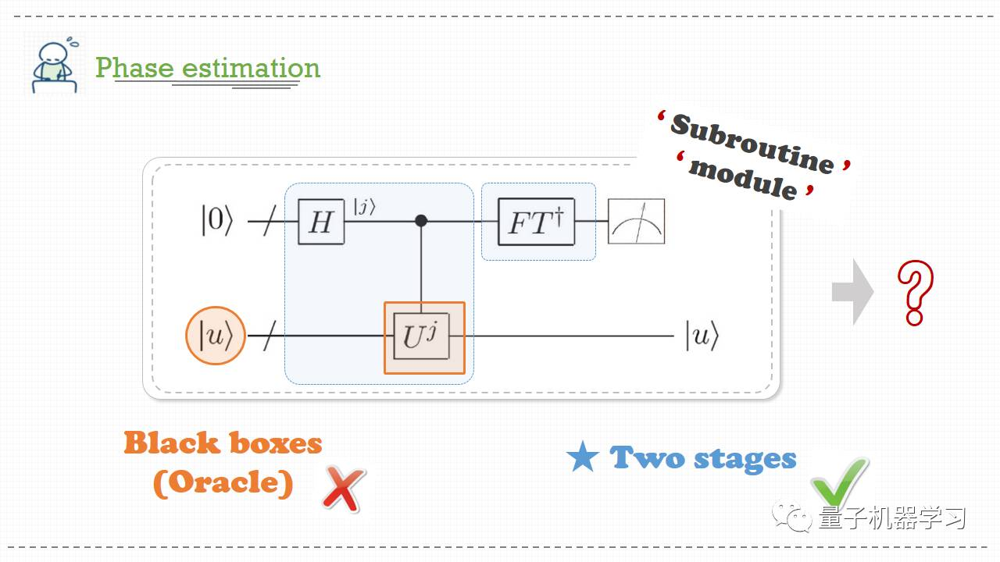 Phase estimation
‘ Subroutine ’
‘ module ’
|0⟩ H |j⟩ FT†
|u⟩ U^j |u⟩
?
Black boxes
(Oracle)
★ Two stages
量子机器学习